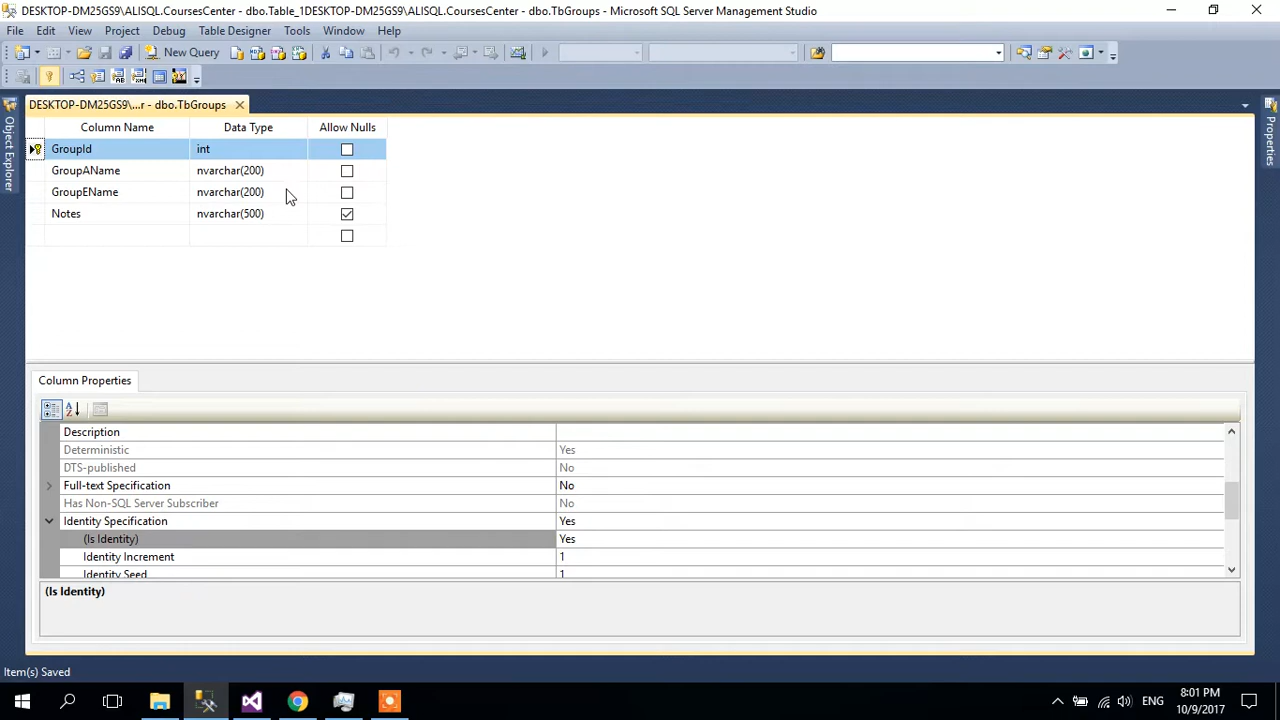 DESKTOP-DM25GS9\ALISQL.CoursesCenter - dbo.Table_1DESKTOP-DM25GS9\ALISQL.CoursesCenter - dbo.TbGroups - Microsoft SQL Server Management Studio
File Edit View Project Debug Table Designer Tools Window Help
New Query
DESKTOP-DM25GS9\...r - dbo.TbGroups
Object Explorer
Properties
Column Name Data Type Allow Nulls
GroupId int
GroupAName nvarchar(200)
GroupEName nvarchar(200)
Notes nvarchar(500)
Column Properties
Description
Deterministic Yes
DTS-published No
Full-text Specification No
Has Non-SQL Server Subscriber No
Identity Specification Yes
(Is Identity) Yes
Identity Increment 1
Identity Seed 1
(Is Identity)
Item(s) Saved
ENG
8:01 PM
10/9/2017